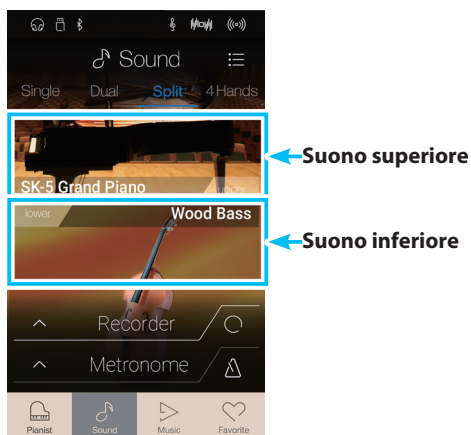 Sound
Single Dual Split 4 Hands
SK-5 Grand Piano upper
Suono superiore
lower Wood Bass
Suono inferiore
Recorder
Metronome
Pianist Sound Music Favorite